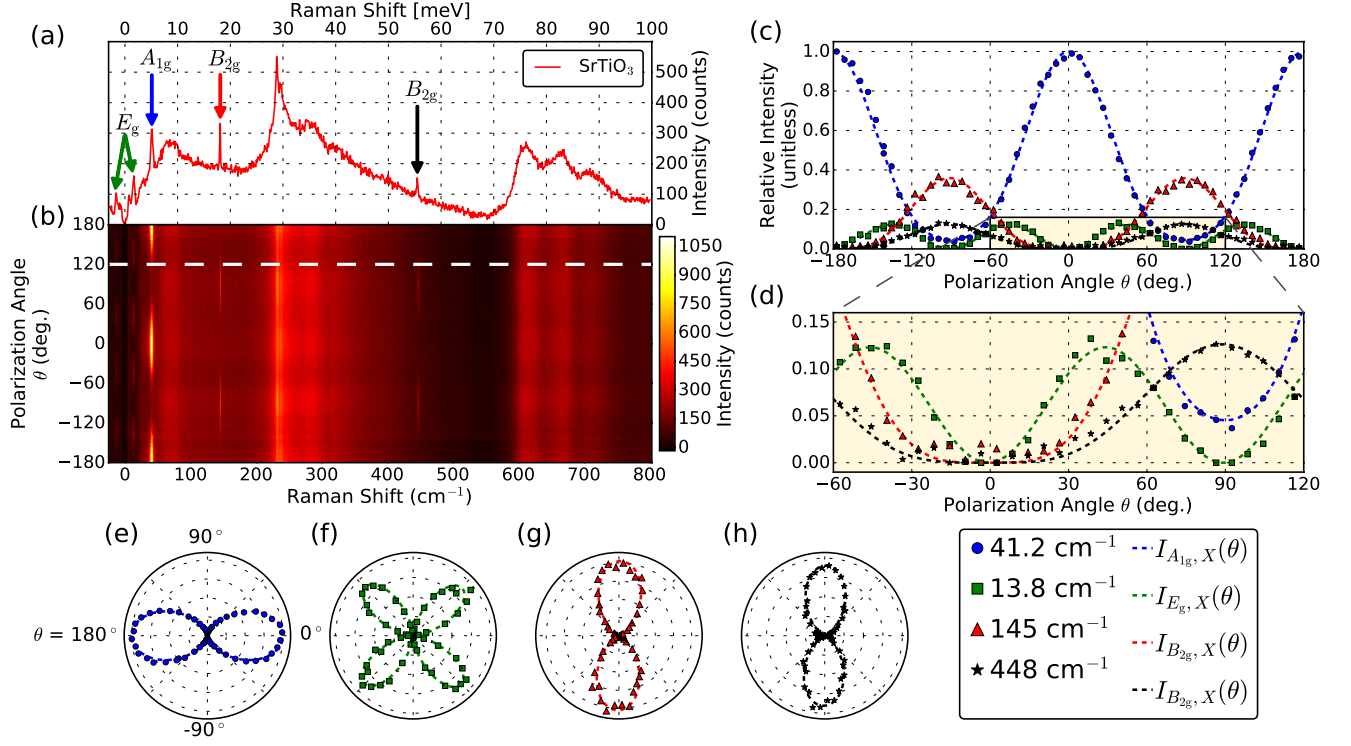 Raman Shift [meV]
0 10 20 30 40 50 60 70 80 90 100
(a)
A1g
B2g
B2g
Eg
SrTiO3
500
400
300
200
100
0
Intensity (counts)
(b)
180
120
60
0
−60
−120
−180
Polarization Angle
θ (deg.)
1050
900
750
600
450
300
150
0
Intensity (counts)
0 100 200 300 400 500 600 700 800
Raman Shift (cm−1)
(c)
1.0
0.8
0.6
0.4
0.2
0.0
Relative Intensity
(unitless)
−180 −120 −60 0 60 120 180
Polarization Angle θ (deg.)
(d)
0.15
0.10
0.05
0.00
−60 −30 0 30 60 90 120
Polarization Angle θ (deg.)
(e) 90° (f) (g) (h)
θ = 180° 0°
-90°
41.2 cm−1 IA1g, X(θ)
13.8 cm−1 IEg, X(θ)
145 cm−1 IB2g, X(θ)
448 cm−1 IB2g, X(θ)